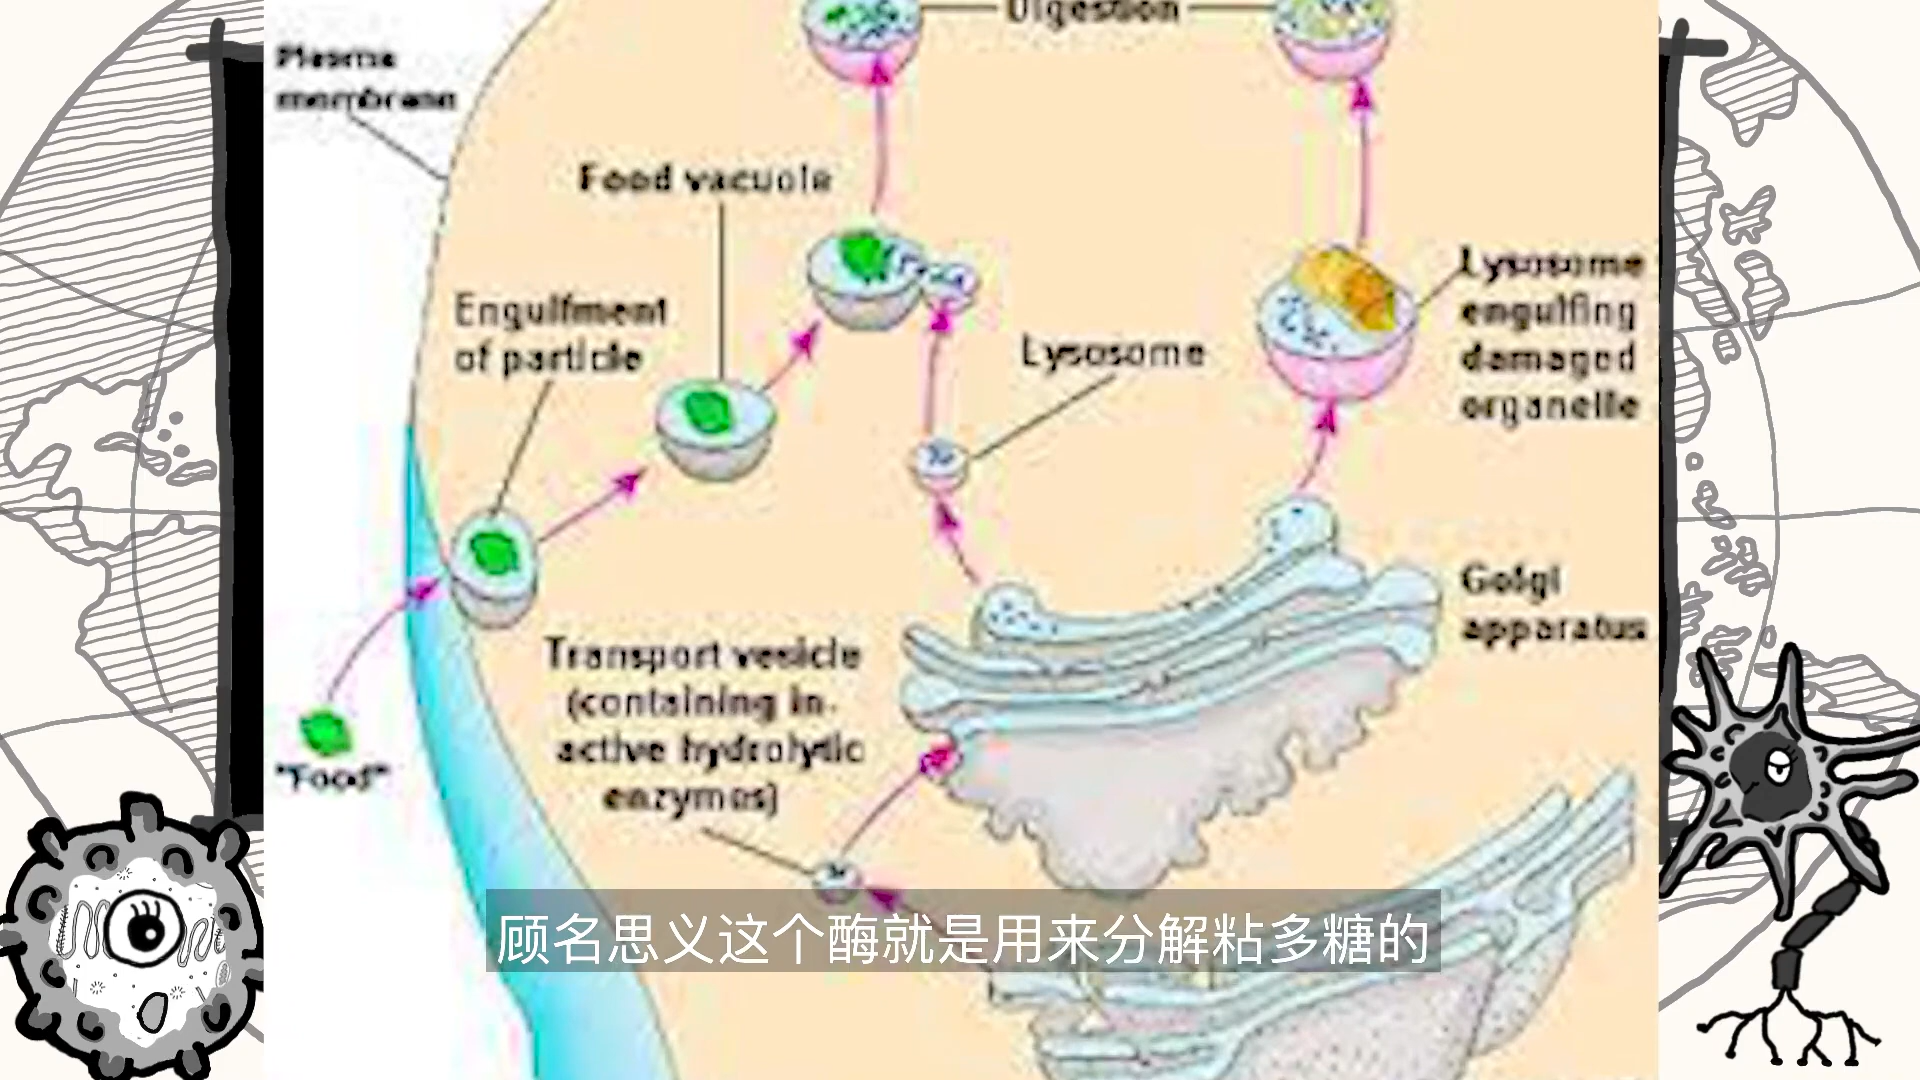 Digestion
Plasma
membrane
Food vacuole
Engulfment
of particle
Lysosome
Lysosome
engulfing
damaged
organelle
Golgi
apparatus
Transport vesicle
(containing in-
active hydrolytic
enzymes)
"Food"
顾名思义这个酶就是用来分解粘多糖的